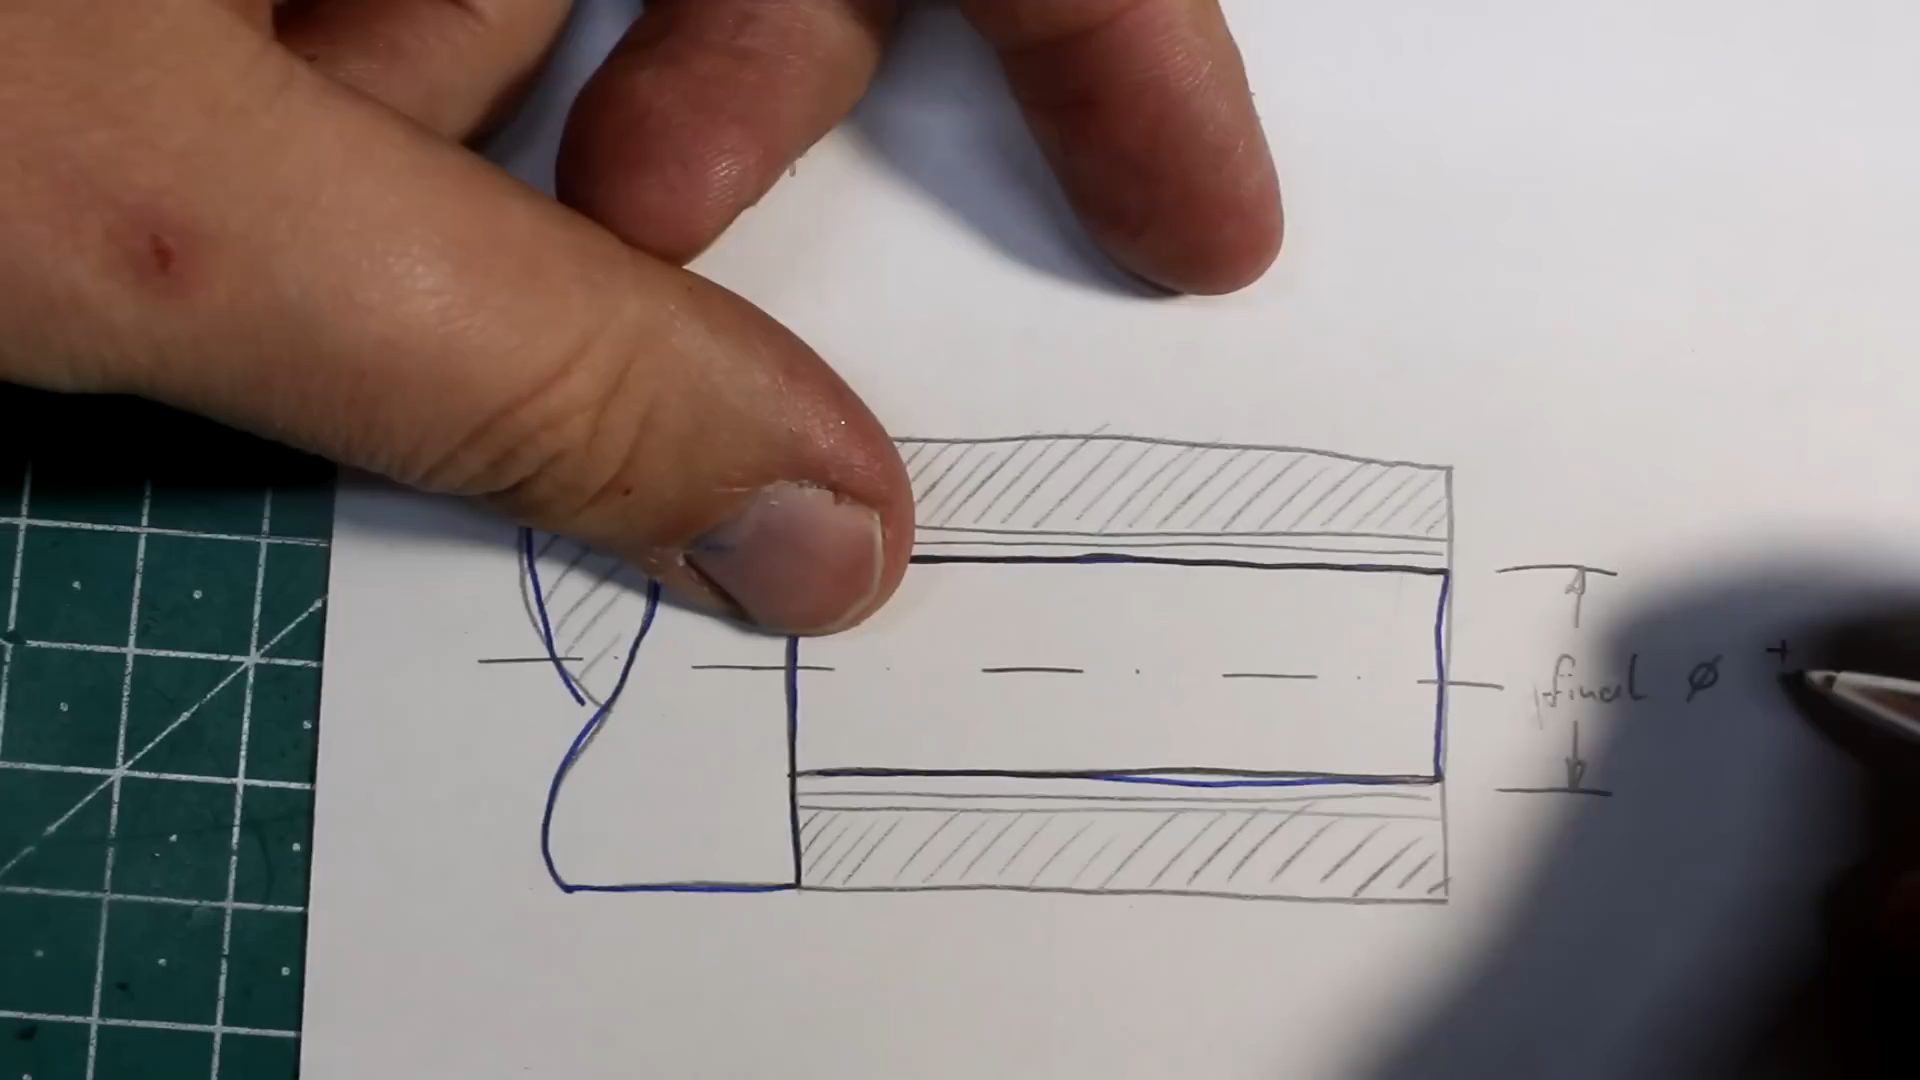 final ⌀ +